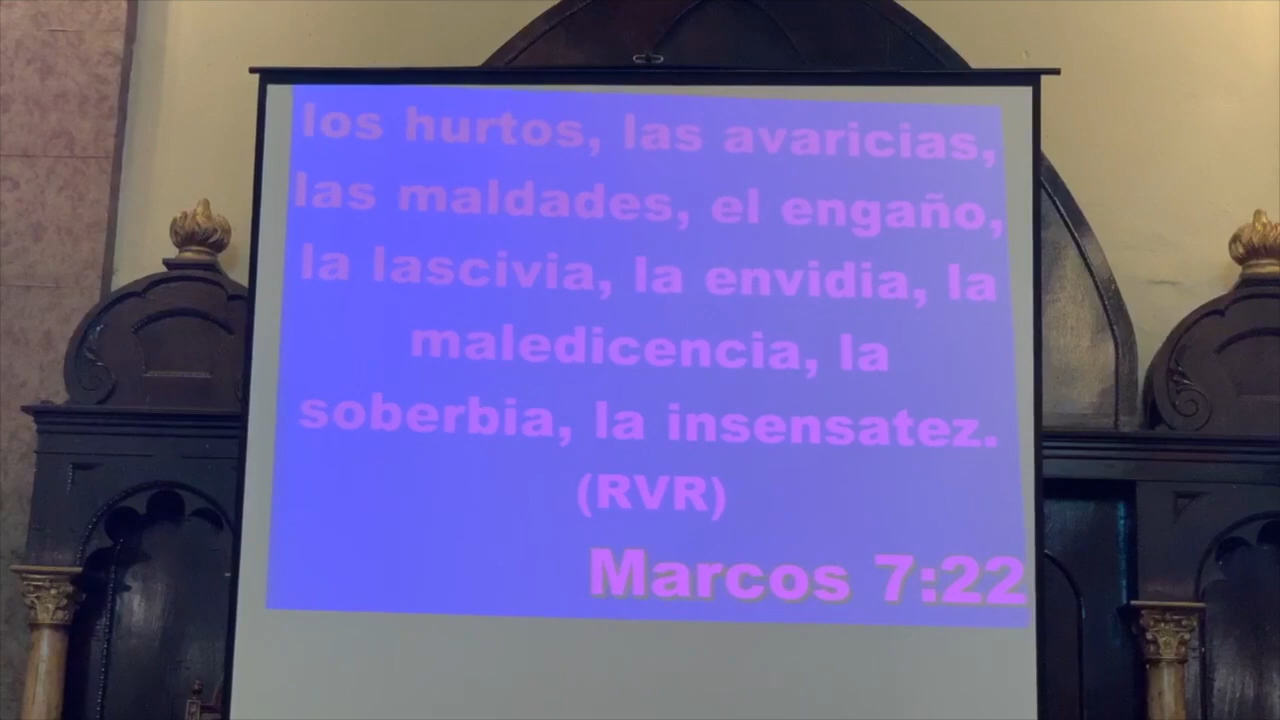 los hurtos, las avaricias,
las maldades, el engaño,
la lascivia, la envidia, la
maledicencia, la
soberbia, la insensatez.
(RVR)
Marcos 7:22